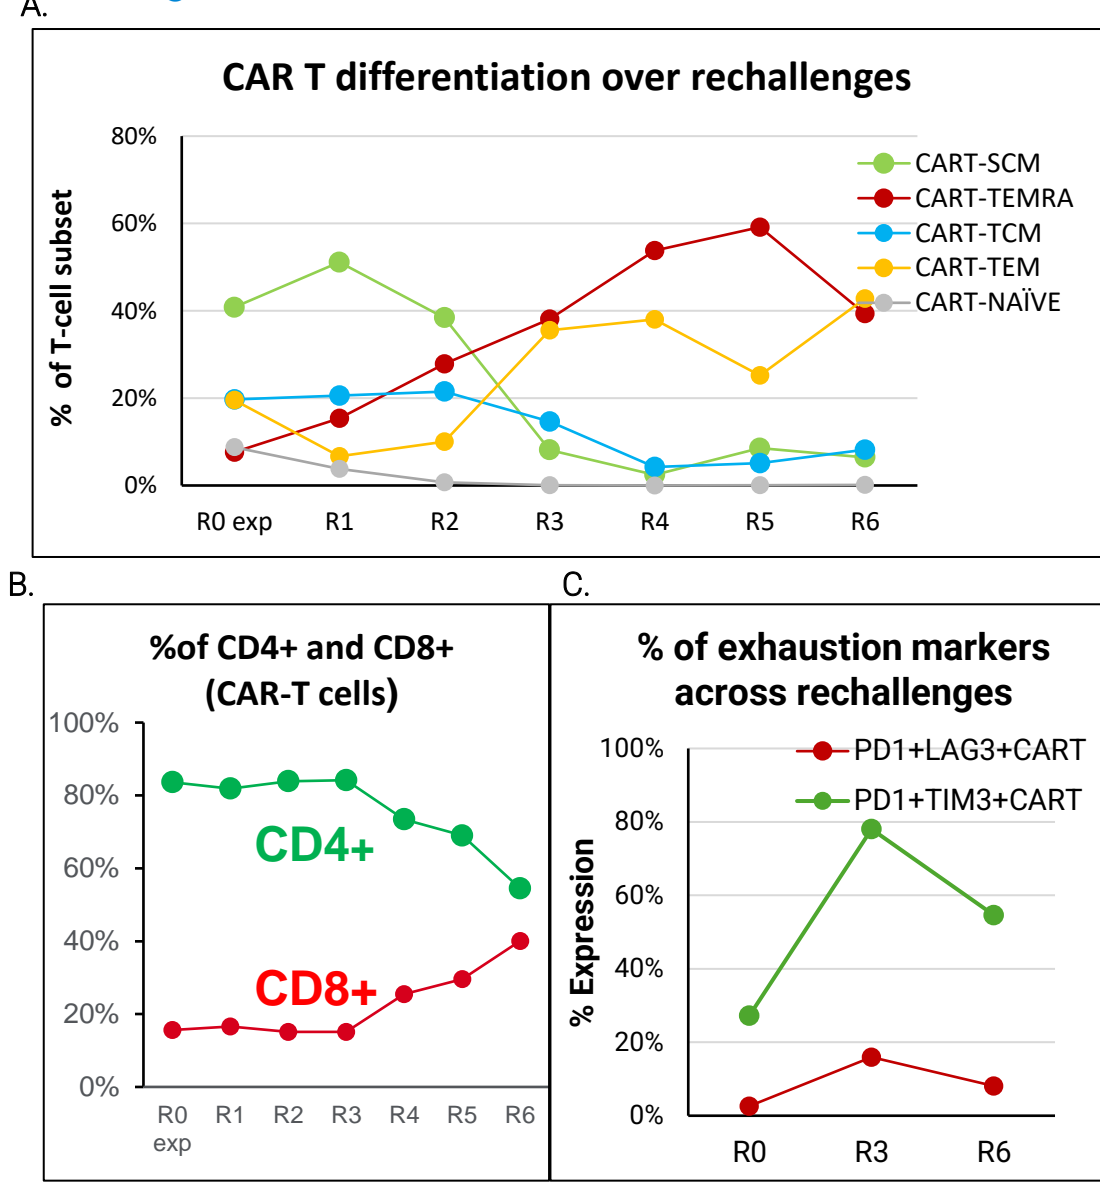 A.
CAR T differentiation over rechallenges
% of T-cell subset
80%
60%
40%
20%
0%
R0 exp R1 R2 R3 R4 R5 R6
CART-SCM
CART-TEMRA
CART-TCM
CART-TEM
CART-NAÏVE
B.
%of CD4+ and CD8+
(CAR-T cells)
100%
80%
60%
40%
20%
0%
CD4+
CD8+
R0 R1 R2 R3 R4 R5 R6
exp
C.
% of exhaustion markers
across rechallenges
% Expression
100%
80%
60%
40%
20%
0%
PD1+LAG3+CART
PD1+TIM3+CART
R0 R3 R6